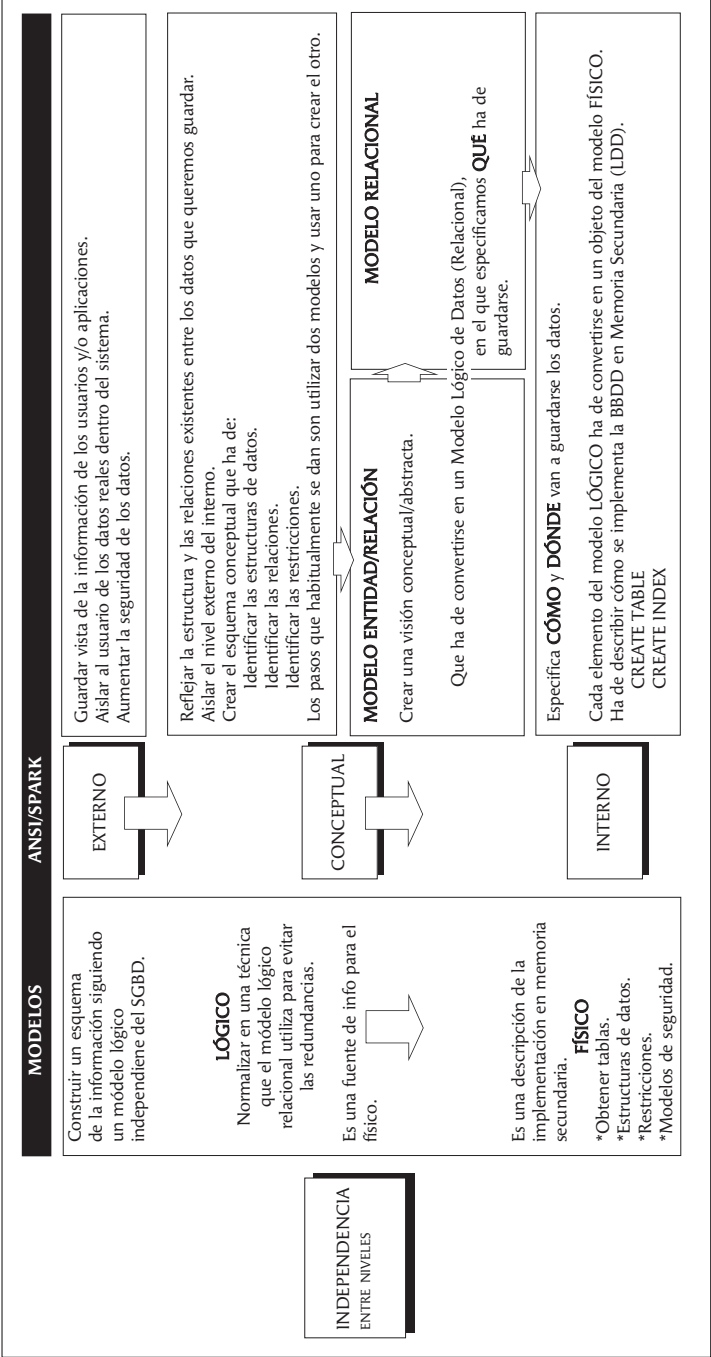 MODELOS
ANSI/SPARK
INDEPENDENCIA
ENTRE NIVELES
Construir un esquema
de la información siguiendo
un módelo lógico
independiene del SGBD.
LÓGICO
Normalizar en una técnica
que el módelo lógico
relacional utiliza para evitar
las redundancias.
Es una fuente de info para el
físico.
Es una descripción de la
implementación en memoria
secundaria.
FÍSICO
*Obtener tablas.
*Estructuras de datos.
*Restricciones.
*Modelos de seguridad.
EXTERNO
Guardar vista de la información de los usuarios y/o aplicaciones.
Aislar al usuario de los datos reales dentro del sistema.
Aumentar la seguridad de los datos.
CONCEPTUAL
Reflejar la estructura y las relaciones existentes entre los datos que queremos guardar.
Aislar el nivel externo del interno.
Crear el esquema conceptual que ha de:
Identificar las estructuras de datos.
Identificar las relaciones.
Identificar las restricciones.
Los pasos que habitualmente se dan son utilizar dos modelos y usar uno para crear el otro.
MODELO ENTIDAD/RELACIÓN
Crear una visión conceptual/abstracta.
MODELO RELACIONAL
Que ha de convertirse en un Modelo Lógico de Datos (Relacional),
en el que especificamos QUÉ ha de
guardarse.
INTERNO
Especifica CÓMO y DÓNDE van a guardarse los datos.
Cada elemento del modelo LÓGICO ha de convertirse en un objeto del modelo FÍSICO.
Ha de describir cómo se implementa la BBDD en Memoria Secundaria (LDD).
CREATE TABLE
CREATE INDEX